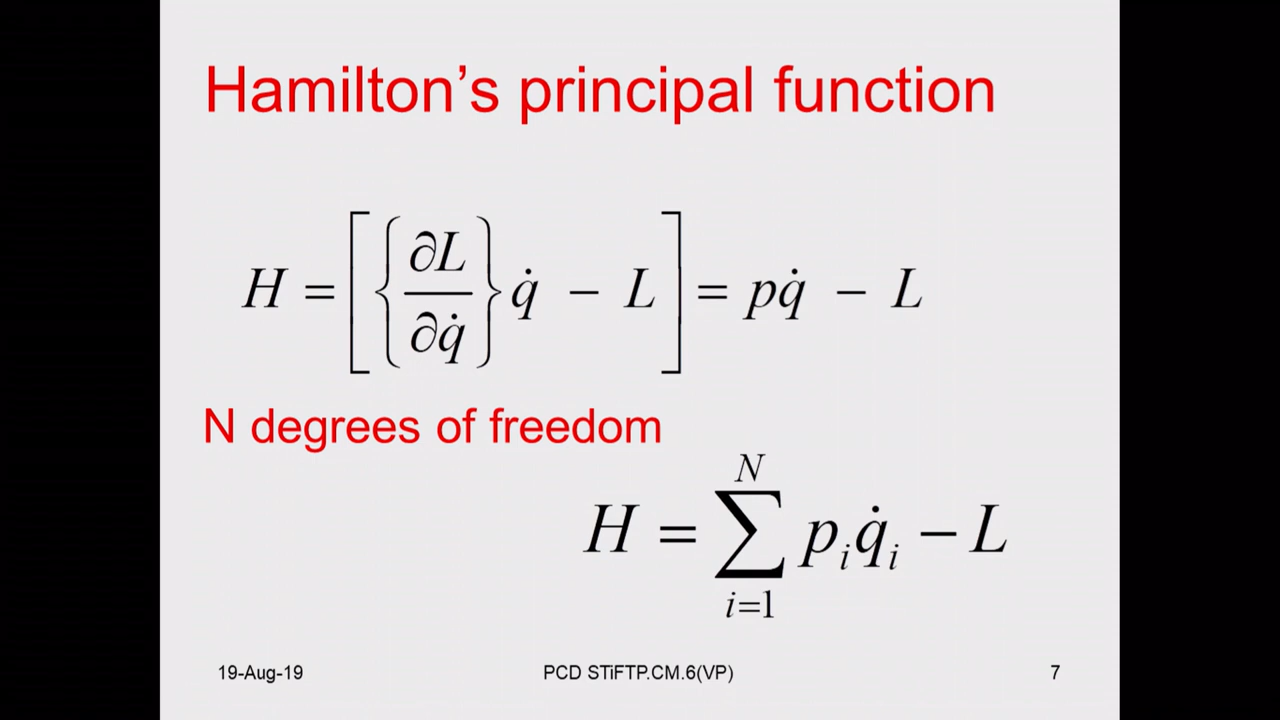 Hamilton's principal function
H = [ { ∂L / ∂q̇ } q̇ − L ] = pq̇ − L
N degrees of freedom
H = ∑_{i=1}^{N} p_i q̇_i − L
19-Aug-19 PCD STiFTP.CM.6(VP) 7